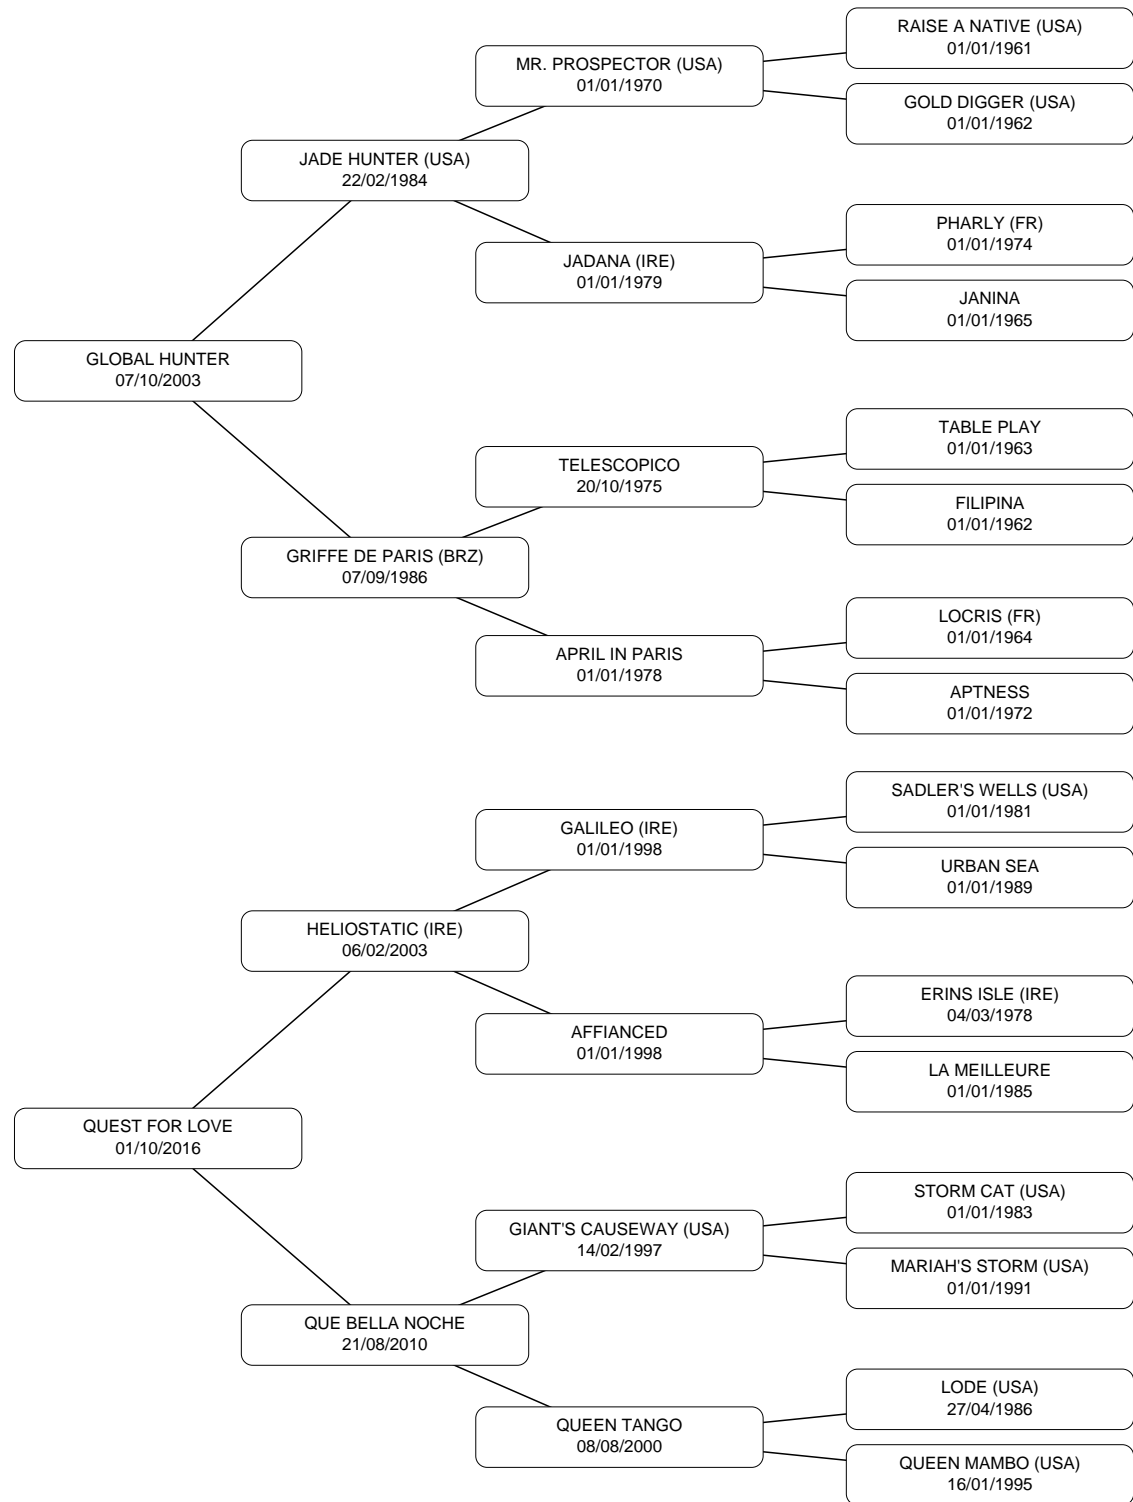 RAISE A NATIVE (USA)
01/01/1961
MR. PROSPECTOR (USA)
01/01/1970
GOLD DIGGER (USA)
01/01/1962
JADE HUNTER (USA)
22/02/1984
PHARLY (FR)
01/01/1974
JADANA (IRE)
01/01/1979
JANINA
01/01/1965
GLOBAL HUNTER
07/10/2003
TABLE PLAY
01/01/1963
TELESCOPICO
20/10/1975
FILIPINA
01/01/1962
GRIFFE DE PARIS (BRZ)
07/09/1986
LOCRIS (FR)
01/01/1964
APRIL IN PARIS
01/01/1978
APTNESS
01/01/1972
SADLER'S WELLS (USA)
01/01/1981
GALILEO (IRE)
01/01/1998
URBAN SEA
01/01/1989
HELIOSTATIC (IRE)
06/02/2003
ERINS ISLE (IRE)
04/03/1978
AFFIANCED
01/01/1998
LA MEILLEURE
01/01/1985
QUEST FOR LOVE
01/10/2016
STORM CAT (USA)
01/01/1983
GIANT'S CAUSEWAY (USA)
14/02/1997
MARIAH'S STORM (USA)
01/01/1991
QUE BELLA NOCHE
21/08/2010
LODE (USA)
27/04/1986
QUEEN TANGO
08/08/2000
QUEEN MAMBO (USA)
16/01/1995